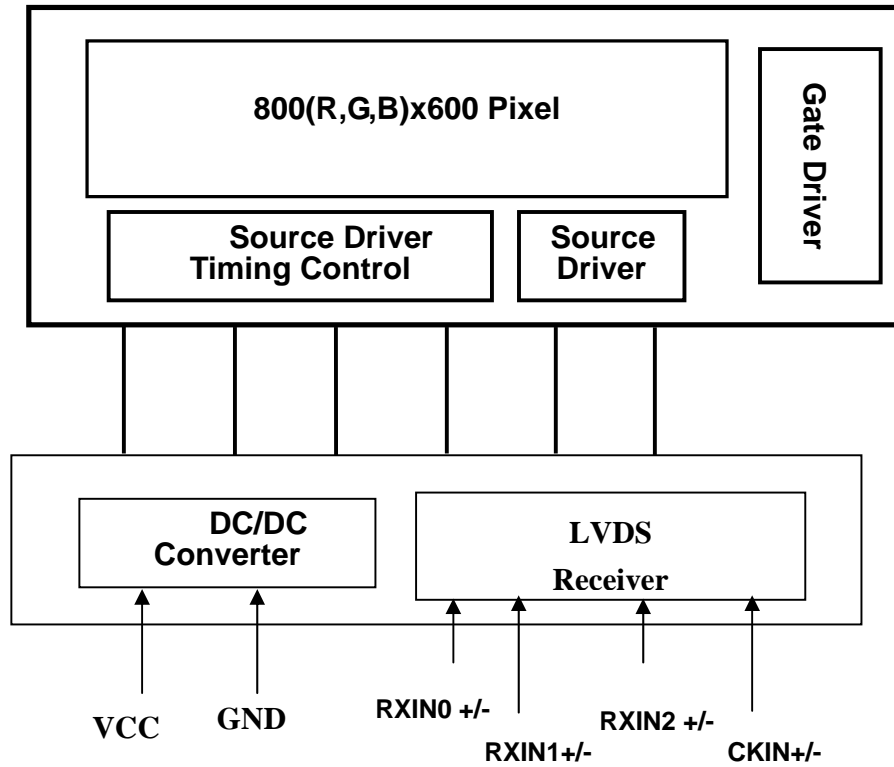 800(R,G,B)x600 Pixel
Gate Driver
Source Driver
Timing Control
Source
Driver
DC/DC
Converter
LVDS
Receiver
VCC
GND
RXIN0 +/-
RXIN1+/-
RXIN2 +/-
CKIN+/-